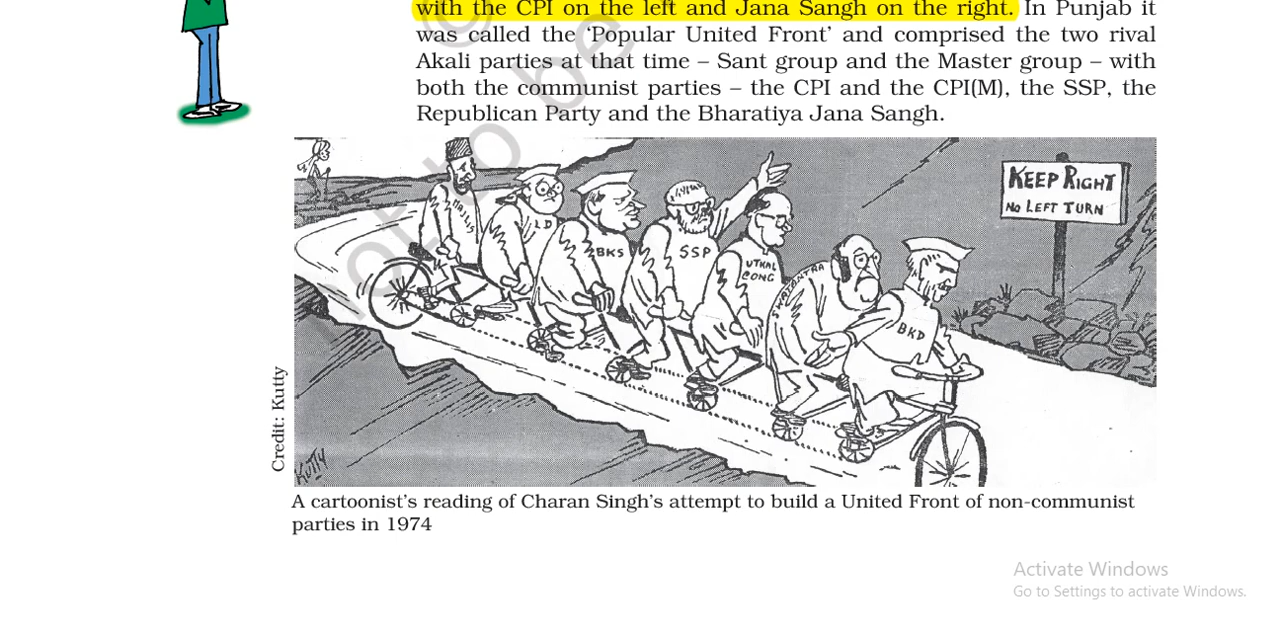 with the CPI on the left and Jana Sangh on the right. In Punjab it
was called the ‘Popular United Front’ and comprised the two rival
Akali parties at that time – Sant group and the Master group – with
both the communist parties – the CPI and the CPI(M), the SSP, the
Republican Party and the Bharatiya Jana Sangh.
not to be
©
KEEP RIGHT
NO LEFT TURN
MAJLIS
LD
BKS
SSP
UTKAL
CONG
SWATANTRA
BKD
KUTTY
Credit: Kutty
A cartoonist’s reading of Charan Singh’s attempt to build a United Front of non-communist
parties in 1974
Activate Windows
Go to Settings to activate Windows.